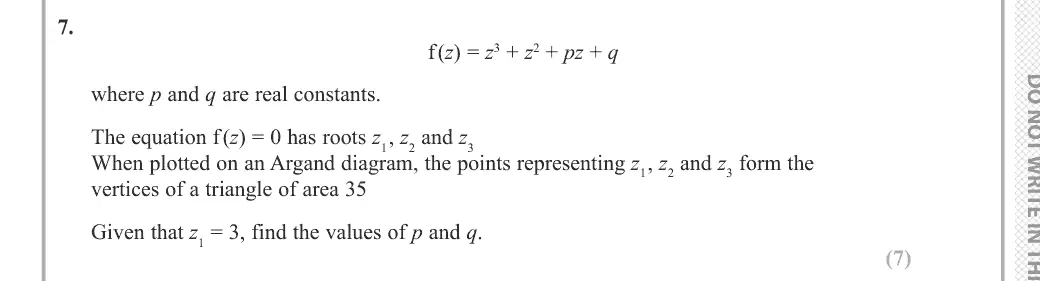 7.
f(z) = z³ + z² + pz + q
where p and q are real constants.
The equation f(z) = 0 has roots z₁, z₂ and z₃
When plotted on an Argand diagram, the points representing z₁, z₂ and z₃ form the
vertices of a triangle of area 35
Given that z₁ = 3, find the values of p and q.
(7)
DO NOT WRITE IN